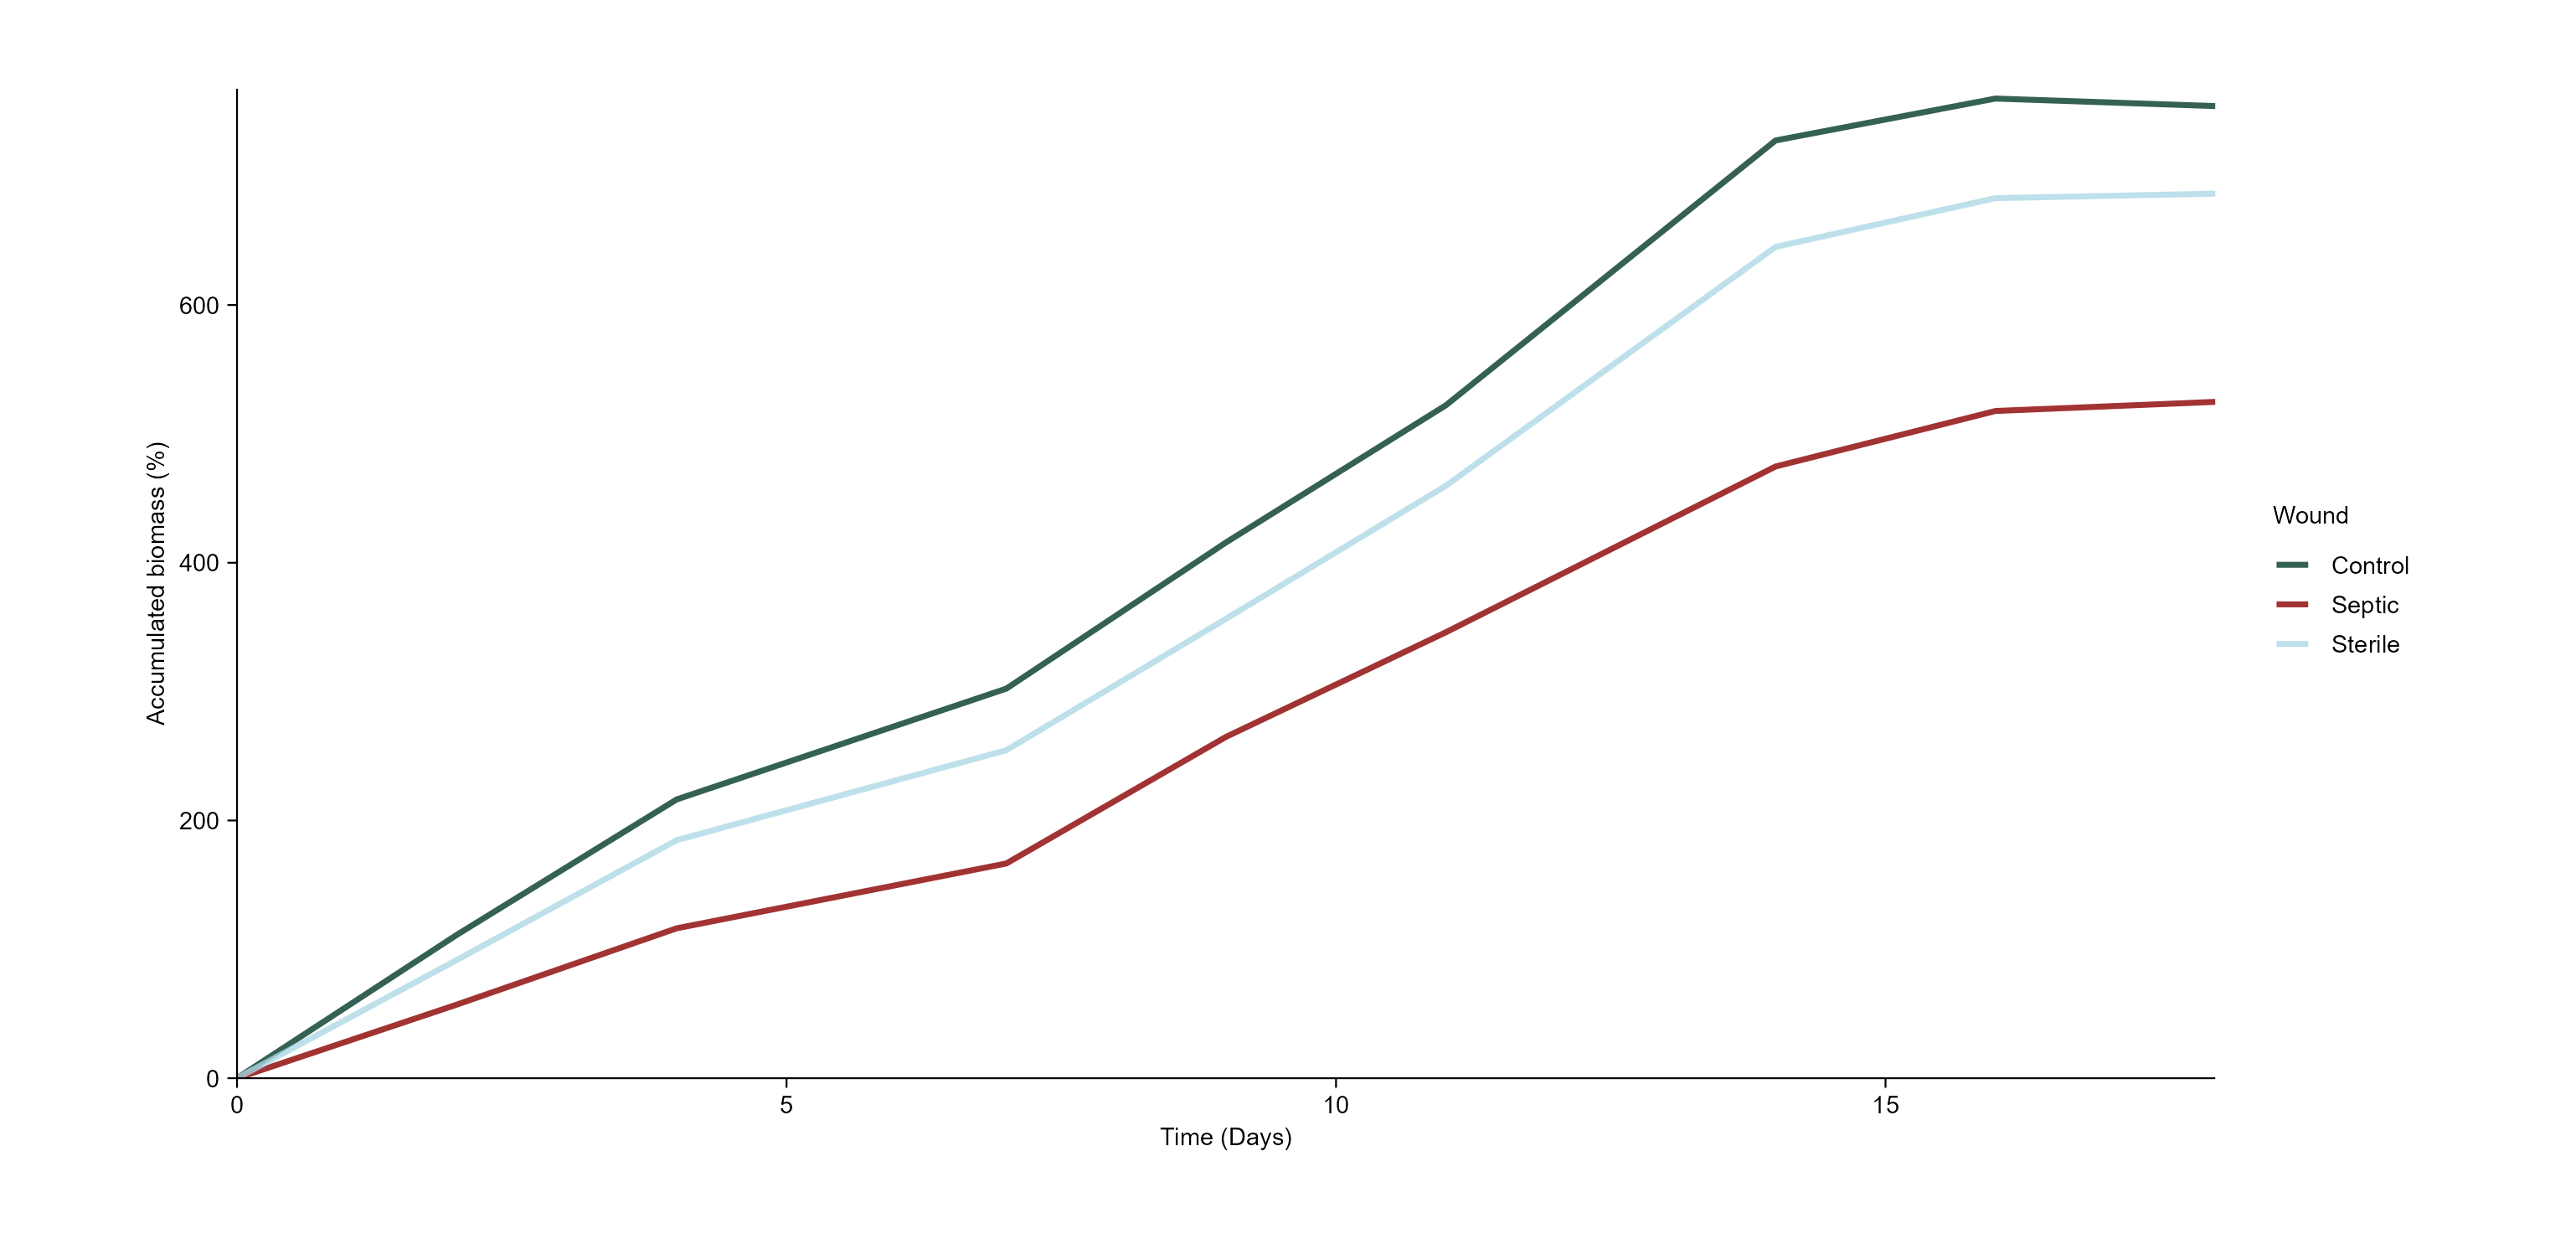 Accumulated biomass (%)
600
400
200
0
0 5 10 15
Time (Days)
Wound
Control
Septic
Sterile